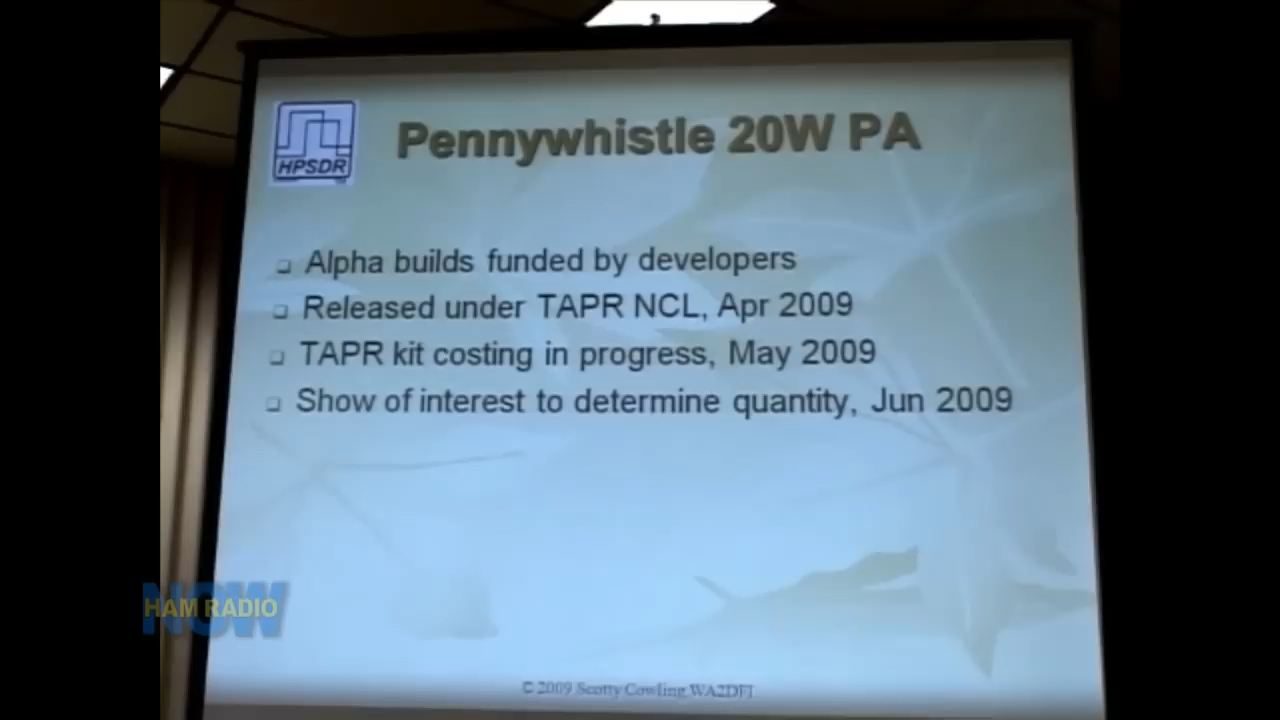 HPSDR
Pennywhistle 20W PA
Alpha builds funded by developers
Released under TAPR NCL, Apr 2009
TAPR kit costing in progress, May 2009
Show of interest to determine quantity, Jun 2009
NOW
HAM RADIO
© 2009 Scotty Cowling WA2DFI